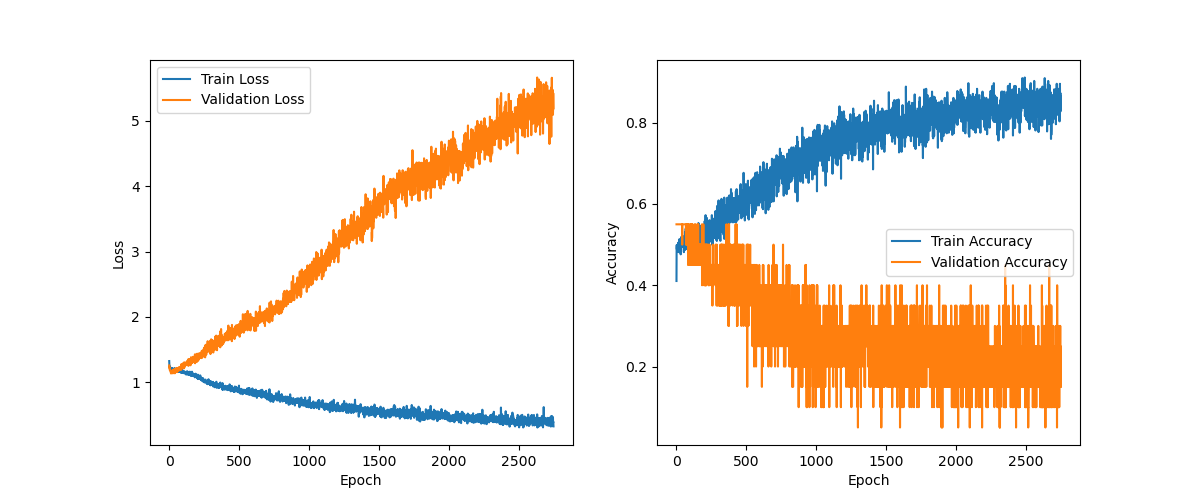 Train Loss
Validation Loss
5
4
3
2
1
Loss
0
500
1000
1500
2000
2500
Epoch
0.8
0.6
0.4
0.2
Accuracy
Train Accuracy
Validation Accuracy
0
500
1000
1500
2000
2500
Epoch